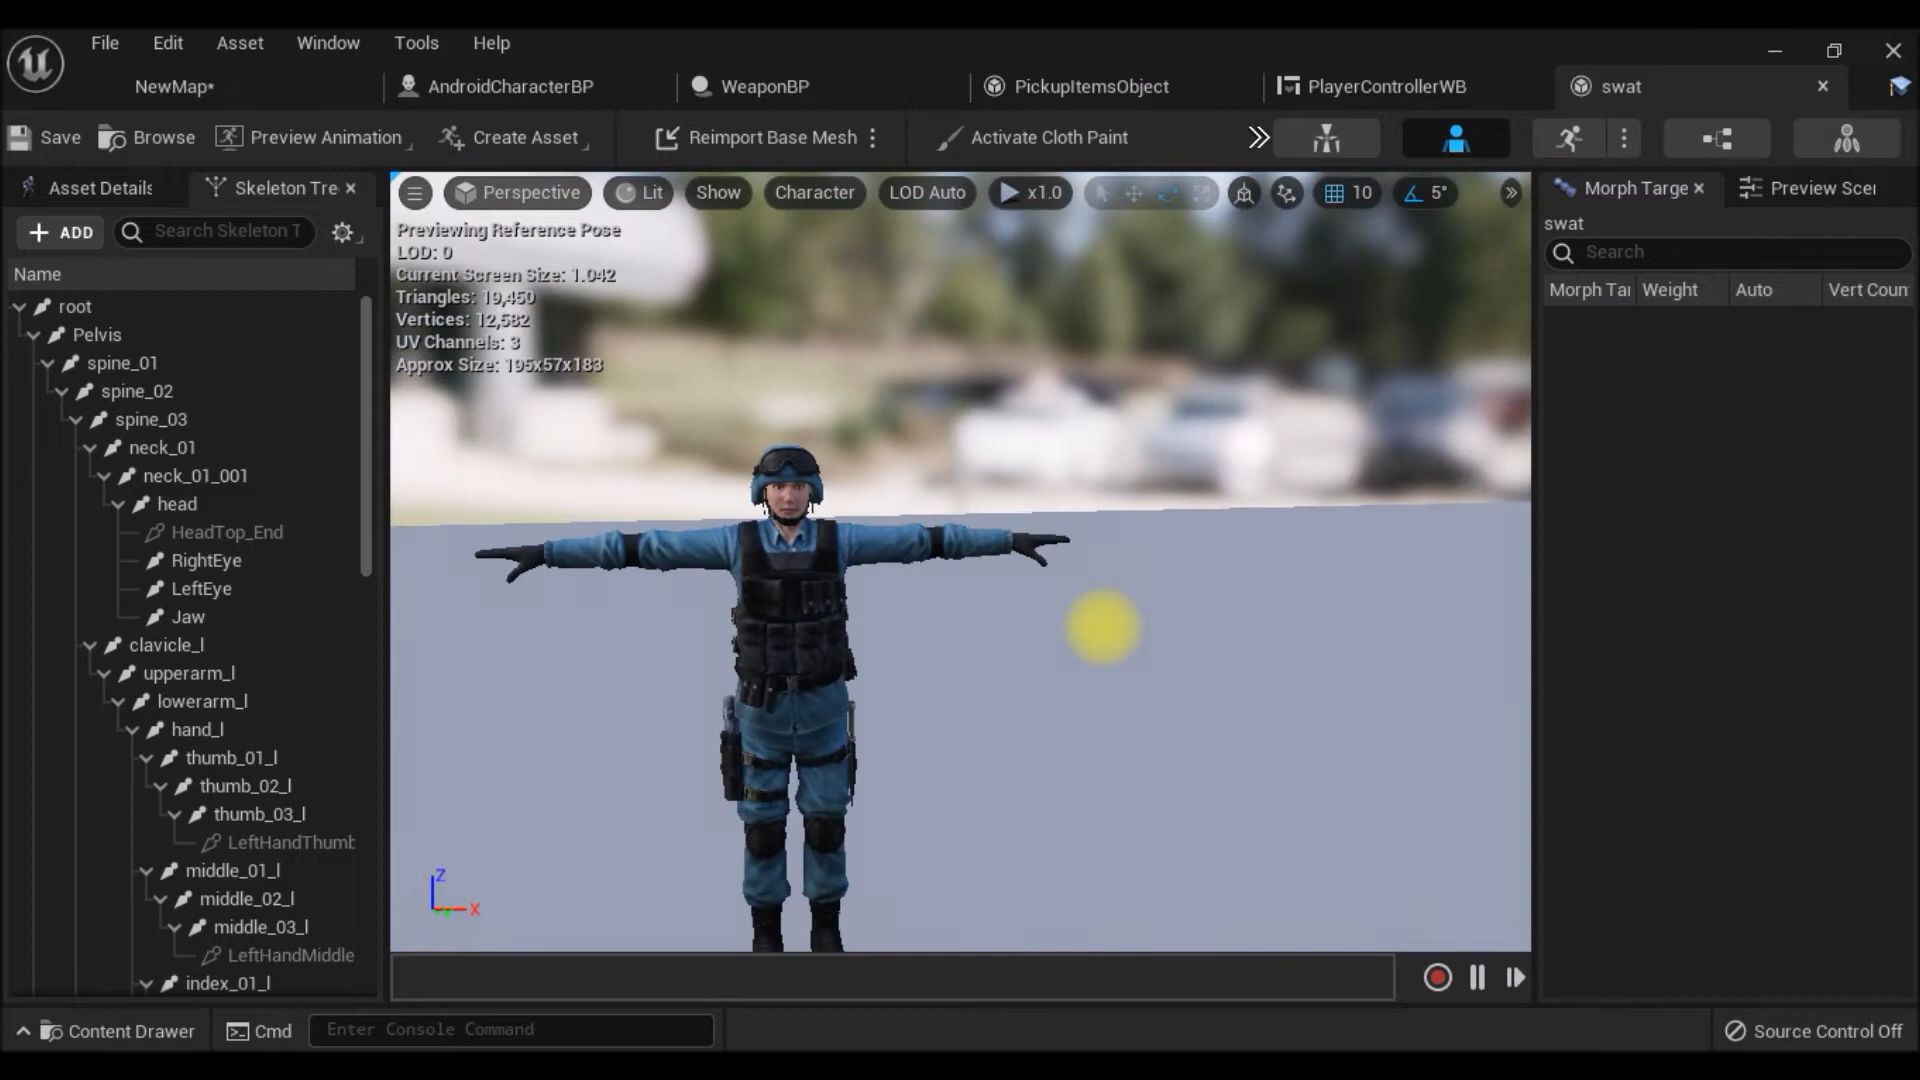 File Edit Asset Window Tools Help
NewMap* AndroidCharacterBP WeaponBP PickupItemsObject PlayerControllerWB swat
Save Browse Preview Animation Create Asset Reimport Base Mesh Activate Cloth Paint
Asset Details Skeleton Tre
ADD Search Skeleton T
Name
root
Pelvis
spine_01
spine_02
spine_03
neck_01
neck_01_001
head
HeadTop_End
RightEye
LeftEye
Jaw
clavicle_l
upperarm_l
lowerarm_l
hand_l
thumb_01_l
thumb_02_l
thumb_03_l
LeftHandThumb
middle_01_l
middle_02_l
middle_03_l
LeftHandMiddle
index_01_l
Perspective Lit Show Character LOD Auto x1.0 10 5°
Previewing Reference Pose
LOD: 0
Current Screen Size: 1.042
Triangles: 19,450
Vertices: 12,582
UV Channels: 3
Approx Size: 195x57x183
Z
X
Morph Targe Preview Scen
swat
Search
Morph Tar Weight Auto Vert Coun
Content Drawer Cmd Enter Console Command Source Control Off